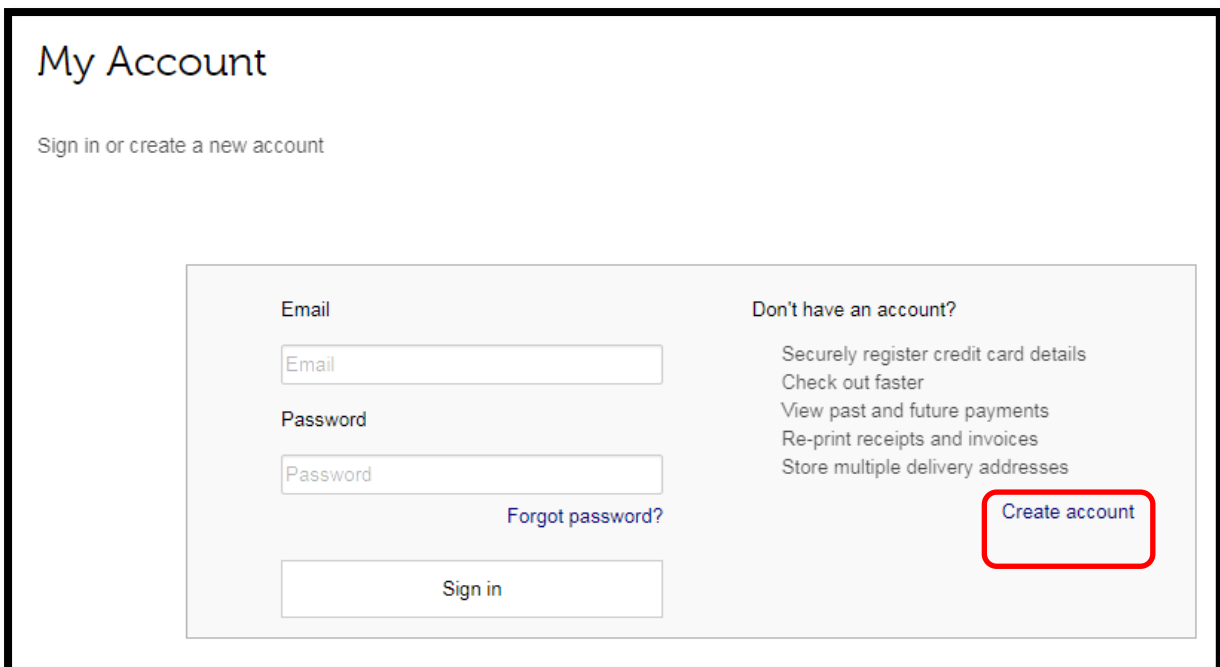 My Account
Sign in or create a new account
Email
Email
Password
Password
Forgot password?
Sign in
Don't have an account?
Securely register credit card details
Check out faster
View past and future payments
Re-print receipts and invoices
Store multiple delivery addresses
Create account